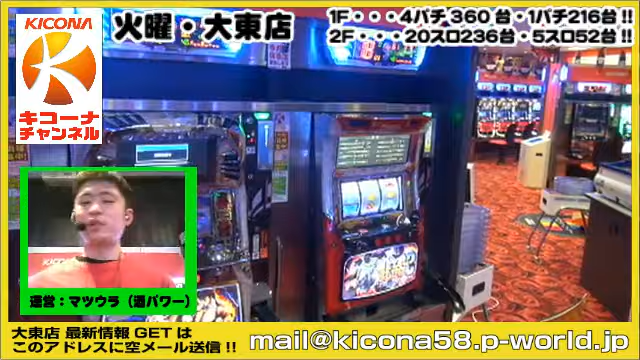 KICONA
キコーナ
チャンネル
火曜・大東店
1F・・・4パチ360台・1パチ216台!!
2F・・・20スロ236台・5スロ52台!!
KICONA
運営:マツウラ(酒パワー)
大東店 最新情報 GET は
このアドレスに空メール送信!!
mail@kicona58.p-world.jp